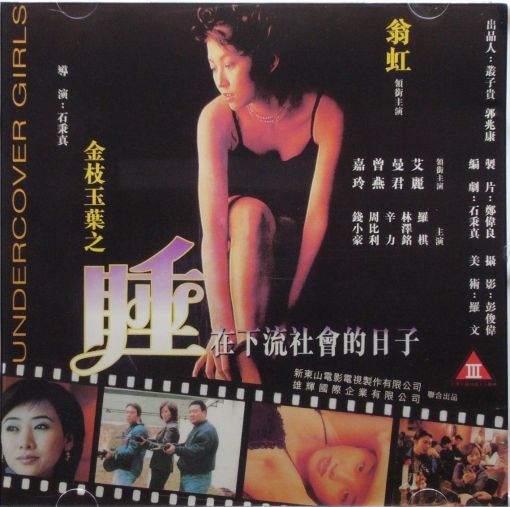 UNDERCOVER GIRLS
出品人：叢子貴 郭兆康
翁虹
領銜主演
導演：石秉真
製片：鄭偉良
編劇：石秉真
攝影：彭俊偉
美術：羅文
領銜主演
艾麗
曼君
曾燕
嘉玲
主演
羅棋
林澤銘
辛力
周比利
錢小豪
金枝玉葉之
睡
在下流社會的日子
新東山電影電視製作有限公司
雄輝國際企業有限公司
聯合出品
III